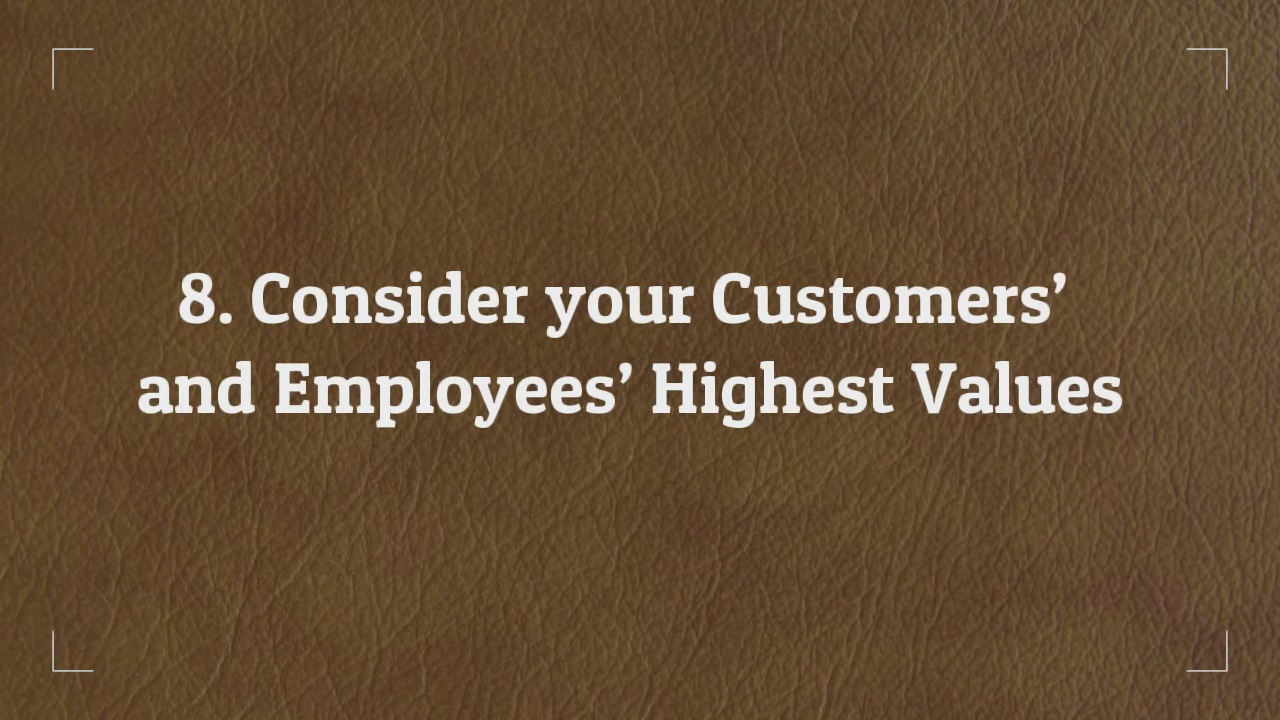 8. Consider your Customers’
and Employees’ Highest Values